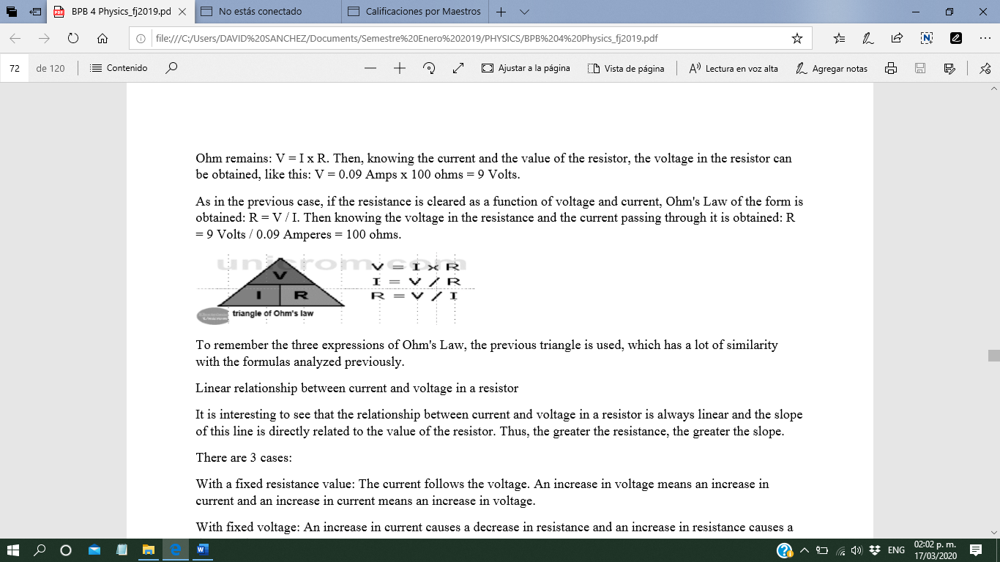 BPB 4 Physics_fj2019.pd
No estás conectado
Calificaciones por Maestros
file:///C:/Users/DAVID%20SANCHEZ/Documents/Semestre%20Enero%202019/PHYSICS/BPB%204%20Physics_fj2019.pdf
72 de 120 Contenido Ajustar a la página Vista de página Lectura en voz alta Agregar notas
Ohm remains: V = I x R. Then, knowing the current and the value of the resistor, the voltage in the resistor can
be obtained, like this: V = 0.09 Amps x 100 ohms = 9 Volts.
As in the previous case, if the resistance is cleared as a function of voltage and current, Ohm's Law of the form is
obtained: R = V / I. Then knowing the voltage in the resistance and the current passing through it is obtained: R
= 9 Volts / 0.09 Amperes = 100 ohms.
unicrom.com
V
I R
V = I x R
I = V / R
R = V / I
triangle of Ohm's law
To remember the three expressions of Ohm's Law, the previous triangle is used, which has a lot of similarity
with the formulas analyzed previously.
Linear relationship between current and voltage in a resistor
It is interesting to see that the relationship between current and voltage in a resistor is always linear and the slope
of this line is directly related to the value of the resistor. Thus, the greater the resistance, the greater the slope.
There are 3 cases:
With a fixed resistance value: The current follows the voltage. An increase in voltage means an increase in
current and an increase in current means an increase in voltage.
With fixed voltage: An increase in current causes a decrease in resistance and an increase in resistance causes a
ENG
02:02 p. m.
17/03/2020